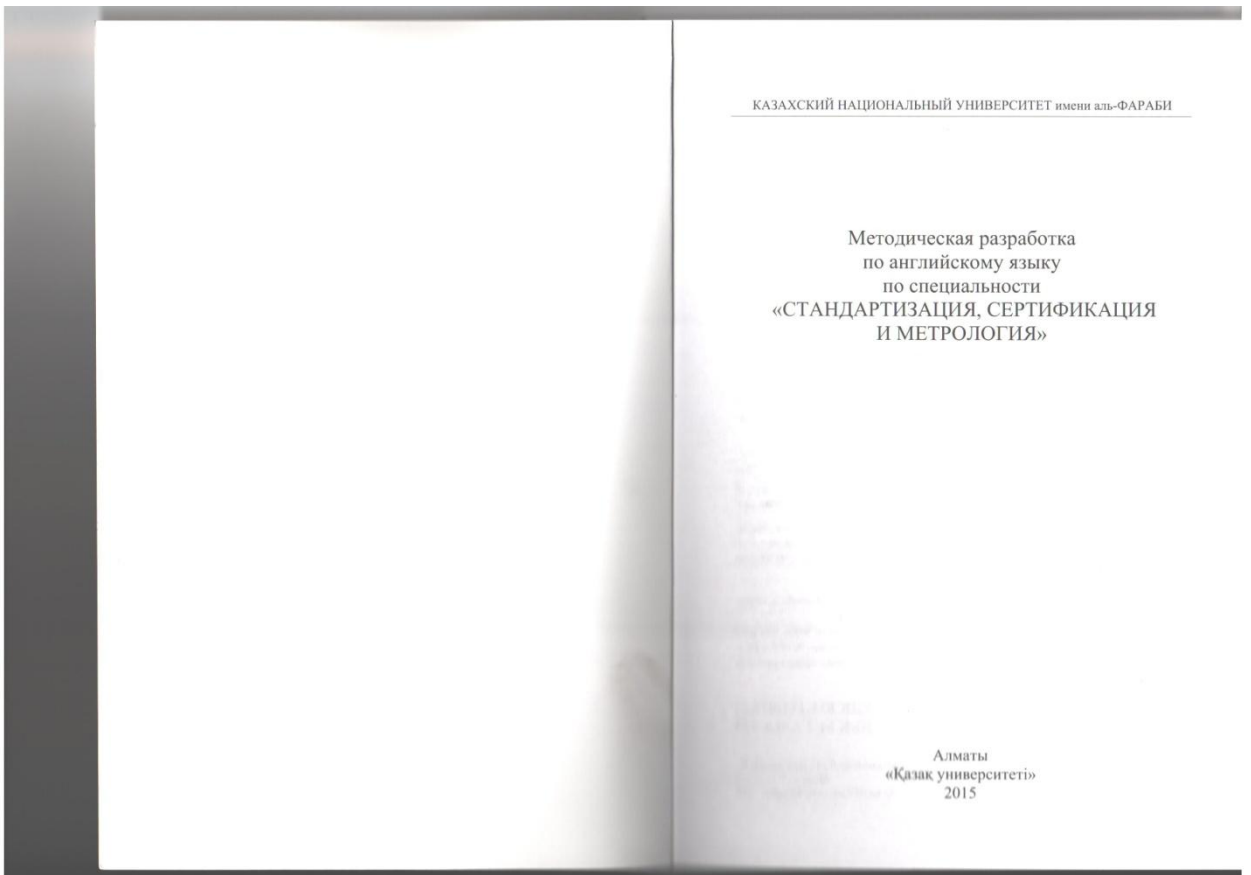 КАЗАХСКИЙ НАЦИОНАЛЬНЫЙ УНИВЕРСИТЕТ имени аль-ФАРАБИ
Методическая разработка
по английскому языку
по специальности
«СТАНДАРТИЗАЦИЯ, СЕРТИФИКАЦИЯ
И МЕТРОЛОГИЯ»
Алматы
«Қазақ университеті»
2015